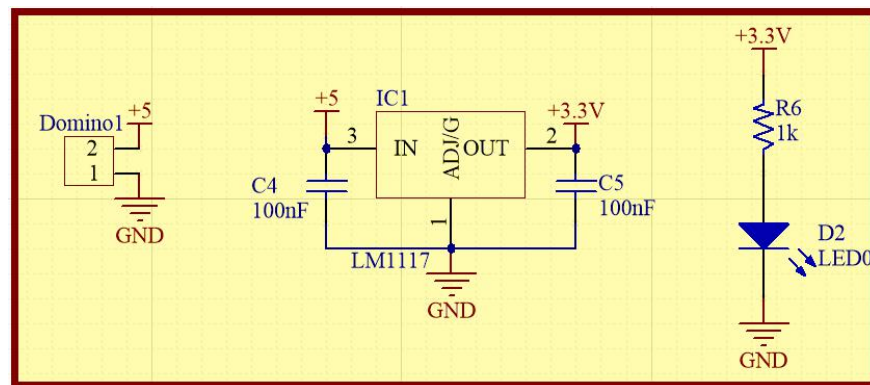 Domino1
+5
2
1
GND
+5
IC1
+3.3V
3
IN
ADJ/G
OUT
2
C4
100nF
C5
100nF
1
LM1117
GND
+3.3V
R6
1k
D2
LED0
GND